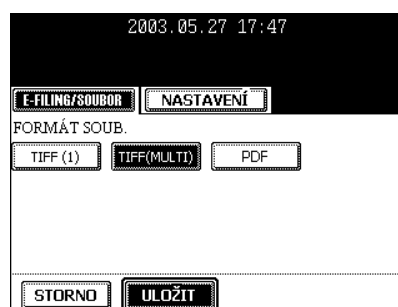 2003.05.27 17:47
E-FILING/SOUBOR NASTAVENÍ
FORMÁT SOUB.
TIFF (1) TIFF(MULTI) PDF
STORNO ULOŽIT